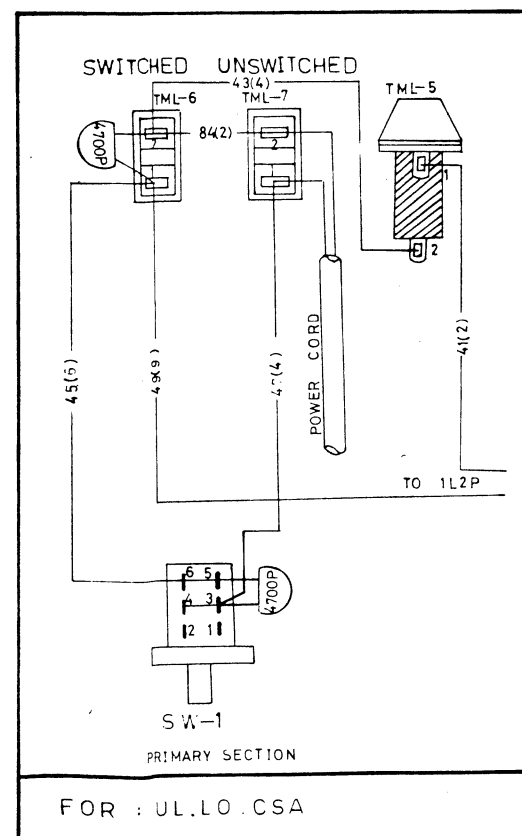 SWITCHED UNSWITCHED
43(4)
TML-6
TML-7
TML-5
4700P
84(2)
2
1
2
45(6)
49(9)
POWER CORD
41(2)
TO 1L2P
6 5
4 3
2 1
4700P
SW-1
PRIMARY SECTION
FOR : UL.LO.CSA